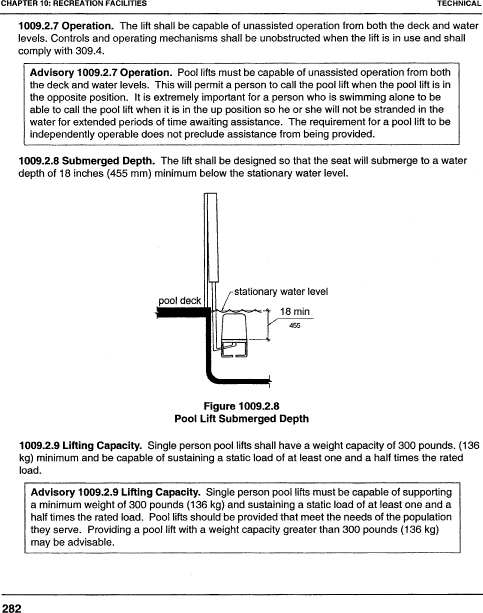 CHAPTER 10: RECREATION FACILITIES TECHNICAL
1009.2.7 Operation. The lift shall be capable of unassisted operation from both the deck and water
levels. Controls and operating mechanisms shall be unobstructed when the lift is in use and shall
comply with 309.4.
Advisory 1009.2.7 Operation. Pool lifts must be capable of unassisted operation from both
the deck and water levels. This will permit a person to call the pool lift when the pool lift is in
the opposite position. It is extremely important for a person who is swimming alone to be
able to call the pool lift when it is in the up position so he or she will not be stranded in the
water for extended periods of time awaiting assistance. The requirement for a pool lift to be
independently operable does not preclude assistance from being provided.
1009.2.8 Submerged Depth. The lift shall be designed so that the seat will submerge to a water
depth of 18 inches (455 mm) minimum below the stationary water level.
stationary water level
pool deck
18 min
455
Figure 1009.2.8
Pool Lift Submerged Depth
1009.2.9 Lifting Capacity. Single person pool lifts shall have a weight capacity of 300 pounds. (136
kg) minimum and be capable of sustaining a static load of at least one and a half times the rated
load.
Advisory 1009.2.9 Lifting Capacity. Single person pool lifts must be capable of supporting
a minimum weight of 300 pounds (136 kg) and sustaining a static load of at least one and a
half times the rated load. Pool lifts should be provided that meet the needs of the population
they serve. Providing a pool lift with a weight capacity greater than 300 pounds (136 kg)
may be advisable.
282